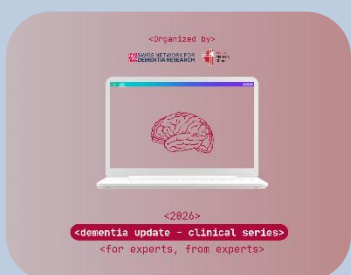 <Organized by>
SWISS NETWORK FOR
DEMENTIA RESEARCH
<2026>
<dementia update - clinical series>
<for experts, from experts>